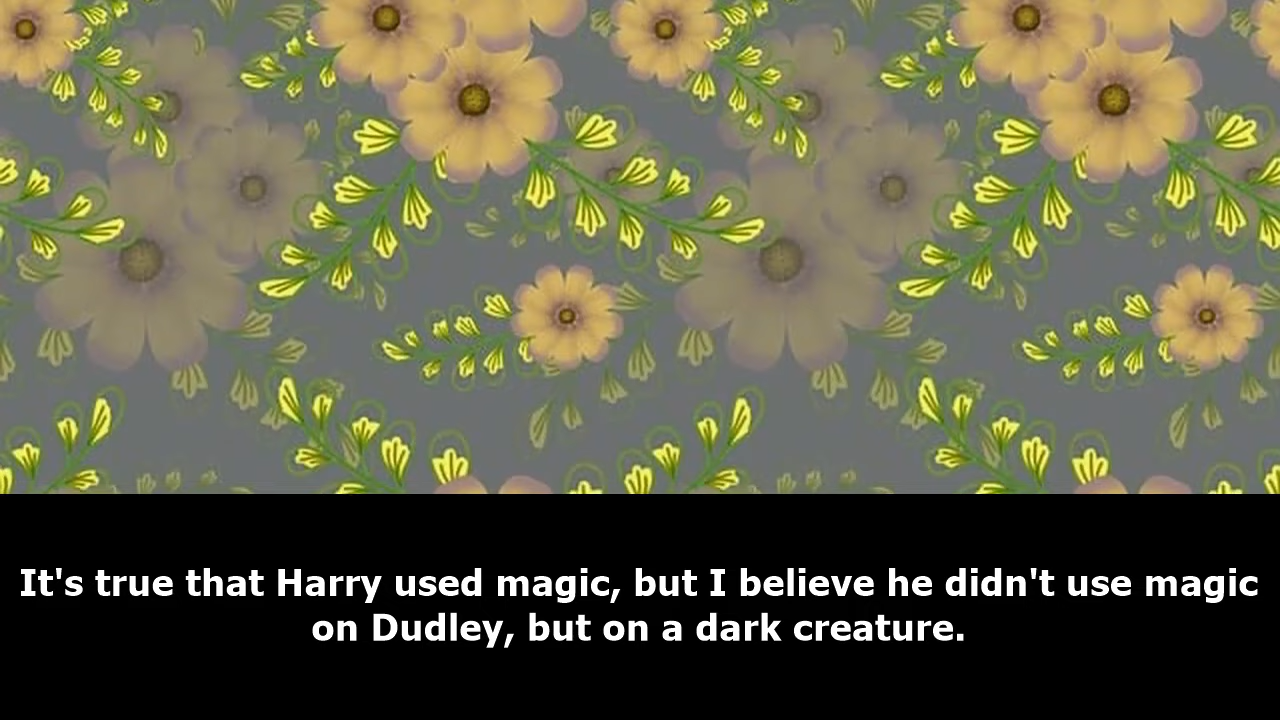 It's true that Harry used magic, but I believe he didn't use magic
on Dudley, but on a dark creature.